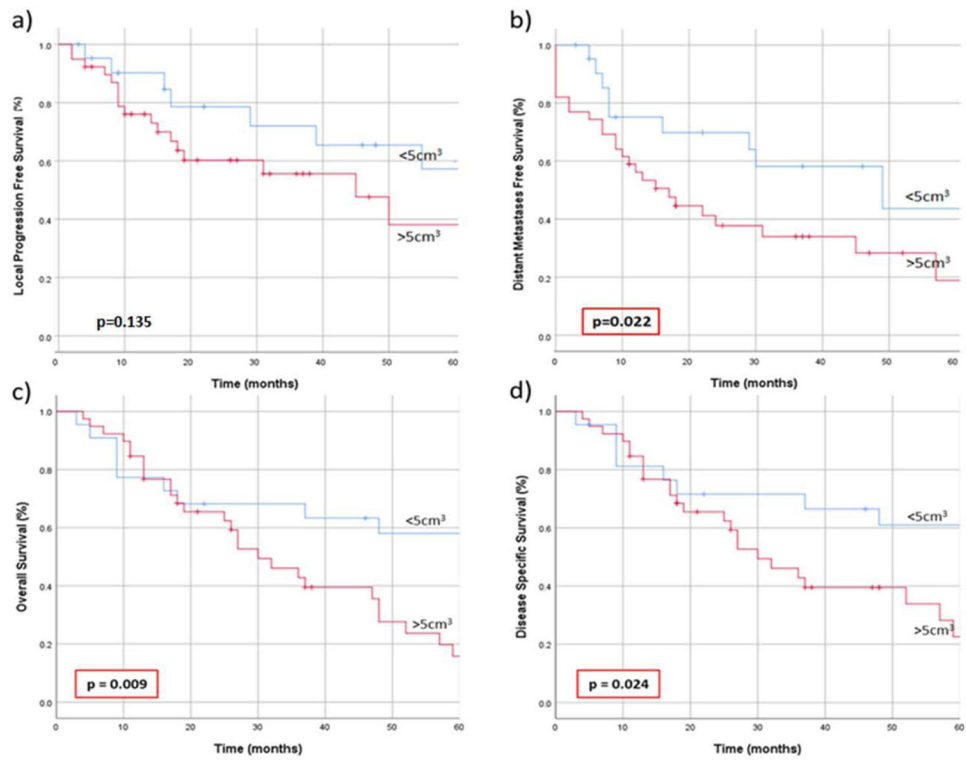 a)
Local Progression Free Survival (%)
1.0
0.8
0.6
0.4
0.2
0.0
<5cm³
>5cm³
p=0.135
0 10 20 30 40 50 60
Time (months)
b)
Distant Metastases Free Survival (%)
1.0
0.8
0.6
0.4
0.2
0.0
<5cm³
>5cm³
p=0.022
0 10 20 30 40 50 60
Time (months)
c)
Overall Survival (%)
1.0
0.8
0.6
0.4
0.2
0.0
<5cm³
>5cm³
p = 0.009
0 10 20 30 40 50 60
Time (months)
d)
Disease Specific Survival (%)
1.0
0.8
0.6
0.4
0.2
0.0
<5cm³
>5cm³
p = 0.024
0 10 20 30 40 50 60
Time (months)